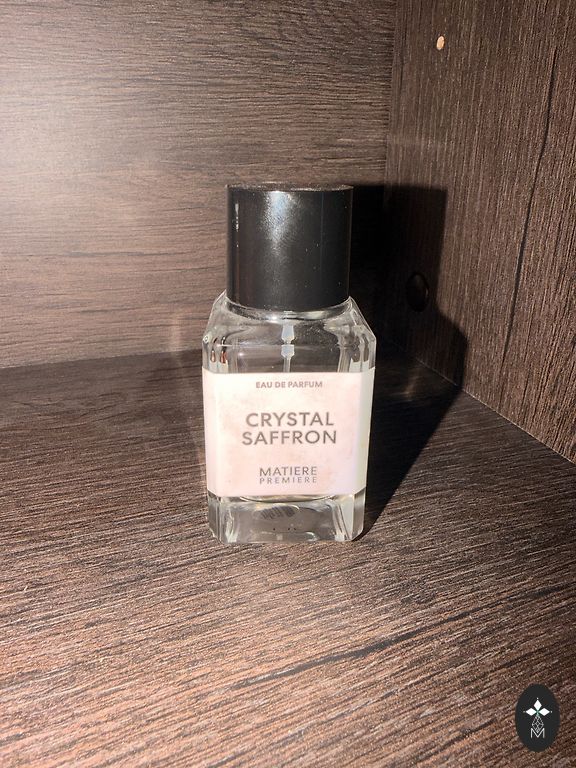 EAU DE PARFUM
CRYSTAL
SAFFRON
MATIERE
PREMIERE